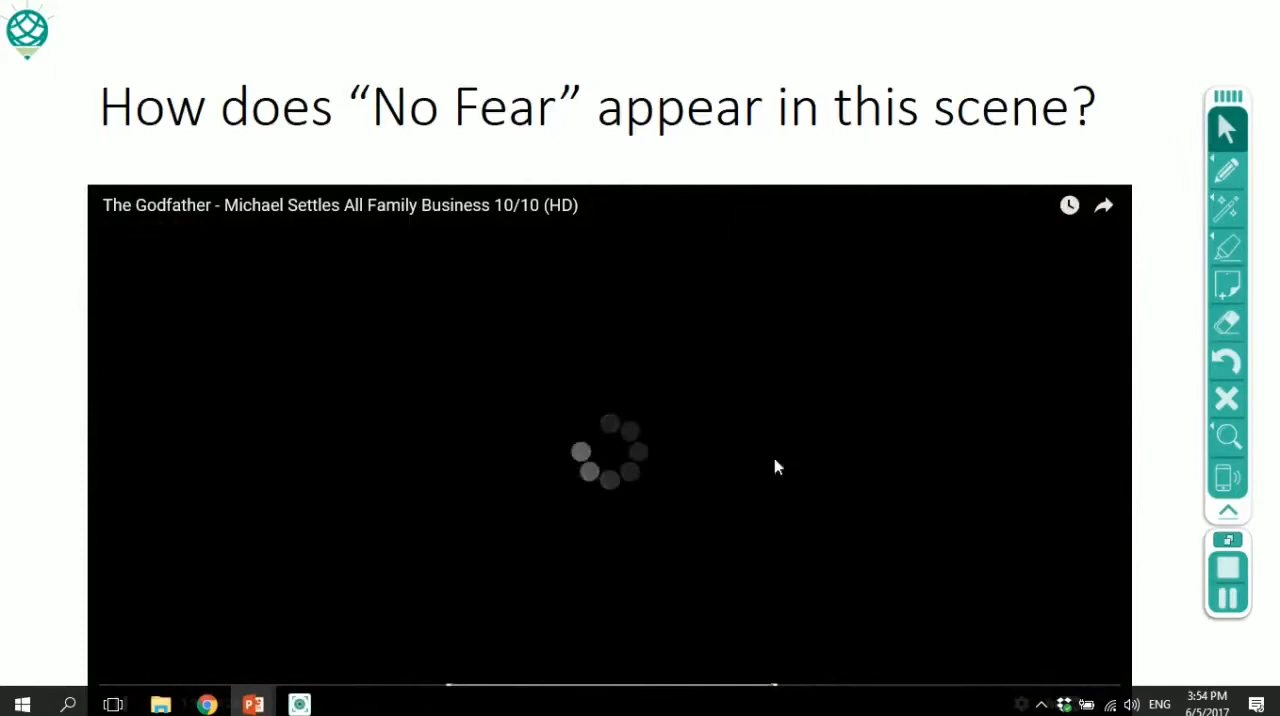 How does “No Fear” appear in this scene?
The Godfather - Michael Settles All Family Business 10/10 (HD)
ENG
3:54 PM
6/5/2017